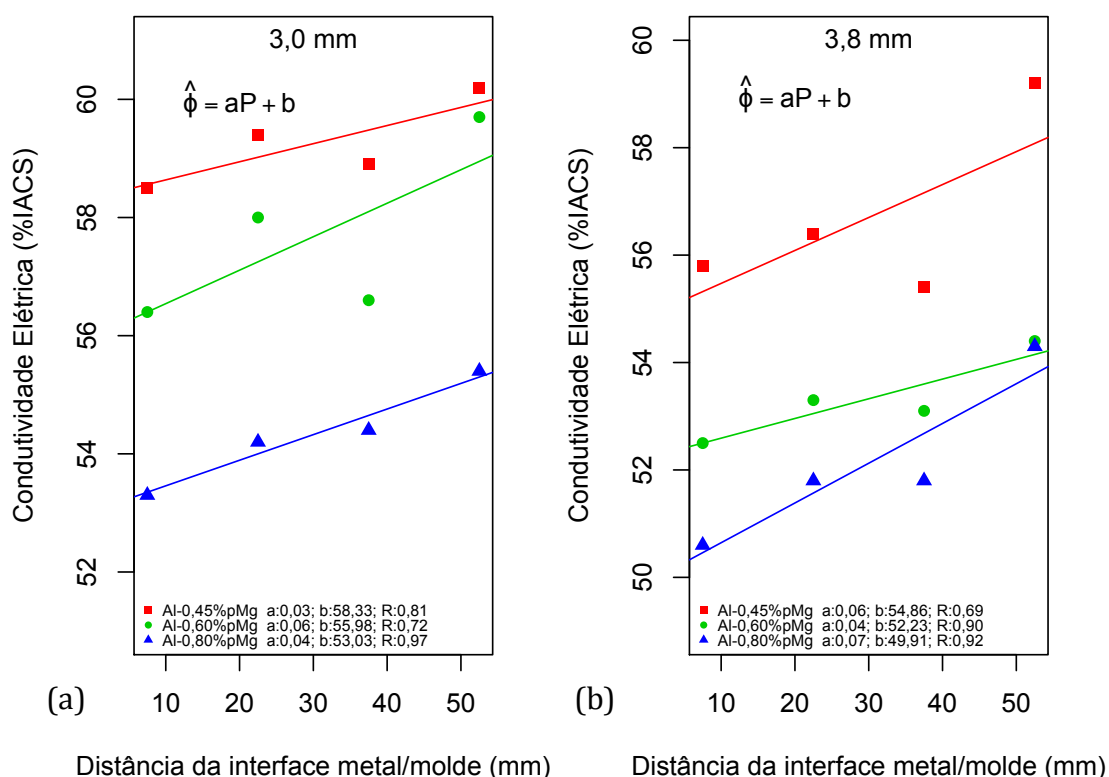 3,0 mm
ϕ̂ = aP + b
Condutividade Elétrica (%IACS)
60
58
56
54
52
Al-0,45%pMg a:0,03; b:58,33; R:0,81
Al-0,60%pMg a:0,06; b:55,98; R:0,72
Al-0,80%pMg a:0,04; b:53,03; R:0,97
10 20 30 40 50
(a)
Distância da interface metal/molde (mm)
3,8 mm
ϕ̂ = aP + b
Condutividade Elétrica (%IACS)
60
58
56
54
52
50
Al-0,45%pMg a:0,06; b:54,86; R:0,69
Al-0,60%pMg a:0,04; b:52,23; R:0,90
Al-0,80%pMg a:0,07; b:49,91; R:0,92
10 20 30 40 50
(b)
Distância da interface metal/molde (mm)